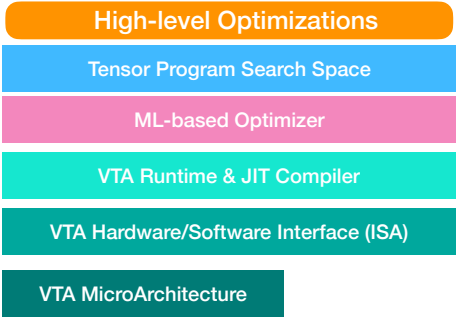 High-level Optimizations
Tensor Program Search Space
ML-based Optimizer
VTA Runtime & JIT Compiler
VTA Hardware/Software Interface (ISA)
VTA MicroArchitecture